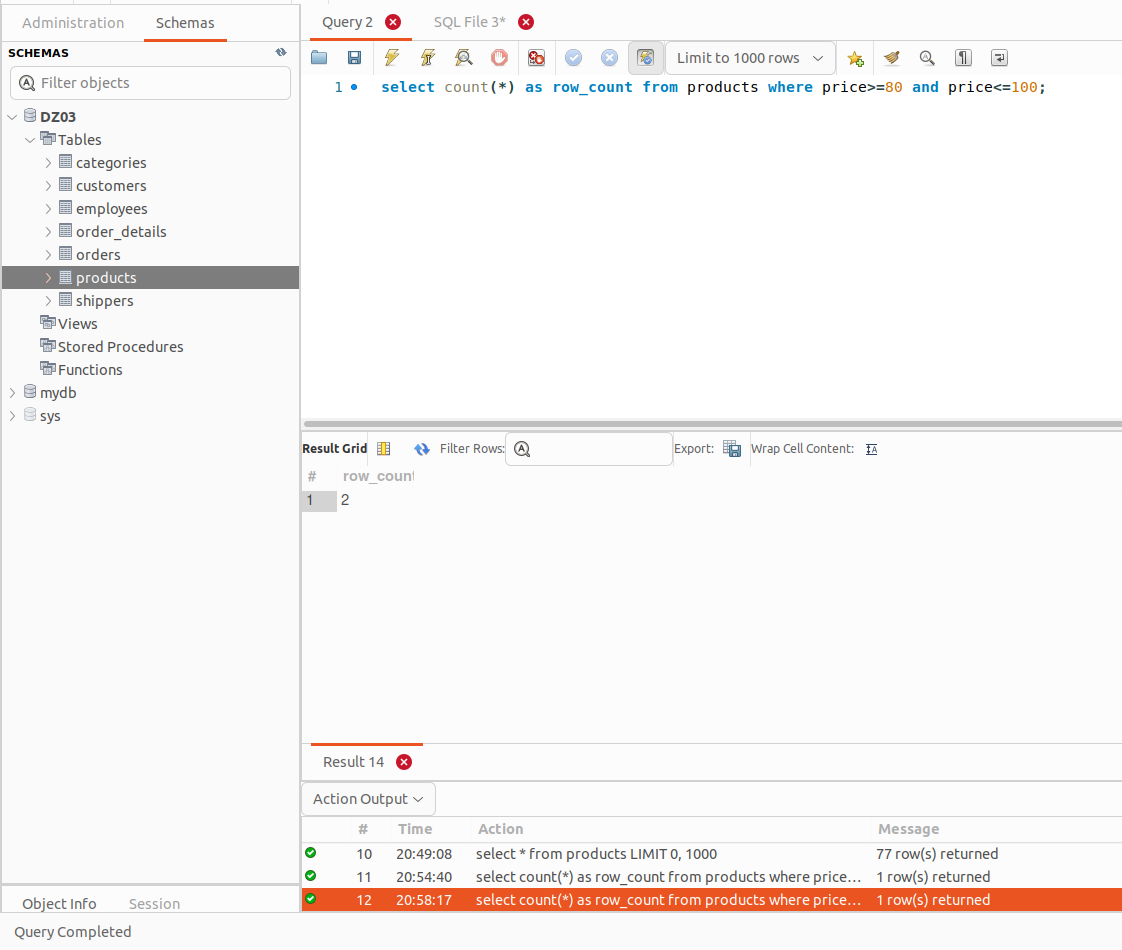 Administration
Schemas
SCHEMAS
Filter objects
DZ03
Tables
categories
customers
employees
order_details
orders
products
shippers
Views
Stored Procedures
Functions
mydb
sys
Object Info
Session
Query 2
SQL File 3*
Limit to 1000 rows
1 select count(*) as row_count from products where price>=80 and price<=100;
Result Grid
Filter Rows:
Export:
Wrap Cell Content:
# row_count
1 2
Result 14
Action Output
# Time Action Message
10 20:49:08 select * from products LIMIT 0, 1000 77 row(s) returned
11 20:54:40 select count(*) as row_count from products where price... 1 row(s) returned
12 20:58:17 select count(*) as row_count from products where price... 1 row(s) returned
Query Completed